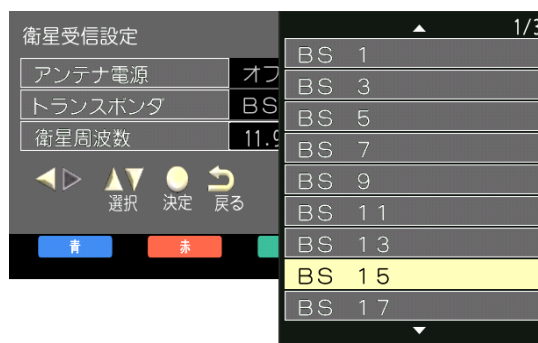 衛星受信設定
アンテナ電源 オフ
トランスポンダ BS
衛星周波数 11.9
選択 決定 戻る
青 赤
1/3
BS 1
BS 3
BS 5
BS 7
BS 9
BS 11
BS 13
BS 15
BS 17